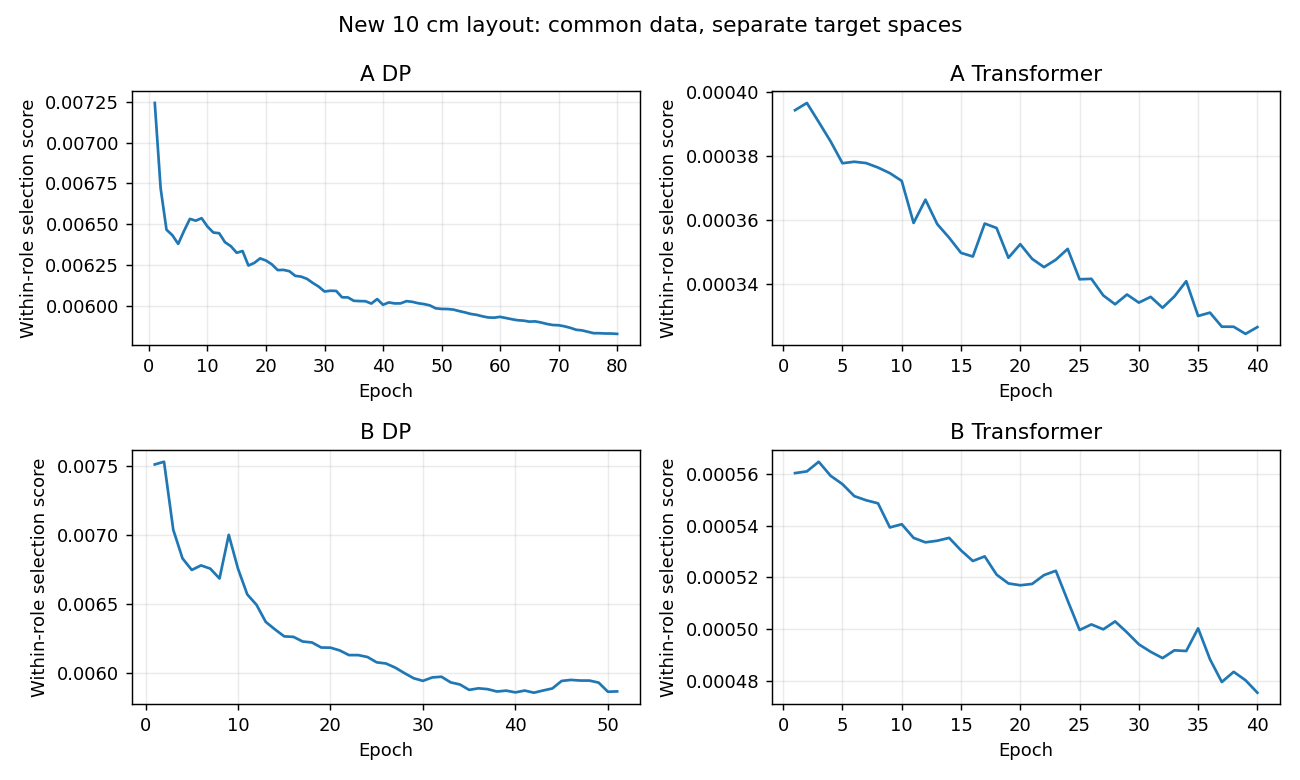 New 10 cm layout: common data, separate target spaces
A DP
Within-role selection score
0.00725
0.00700
0.00675
0.00650
0.00625
0.00600
0 10 20 30 40 50 60 70 80
Epoch
A Transformer
Within-role selection score
0.00040
0.00038
0.00036
0.00034
0 5 10 15 20 25 30 35 40
Epoch
B DP
Within-role selection score
0.0075
0.0070
0.0065
0.0060
0 10 20 30 40 50
Epoch
B Transformer
Within-role selection score
0.00056
0.00054
0.00052
0.00050
0.00048
0 5 10 15 20 25 30 35 40
Epoch